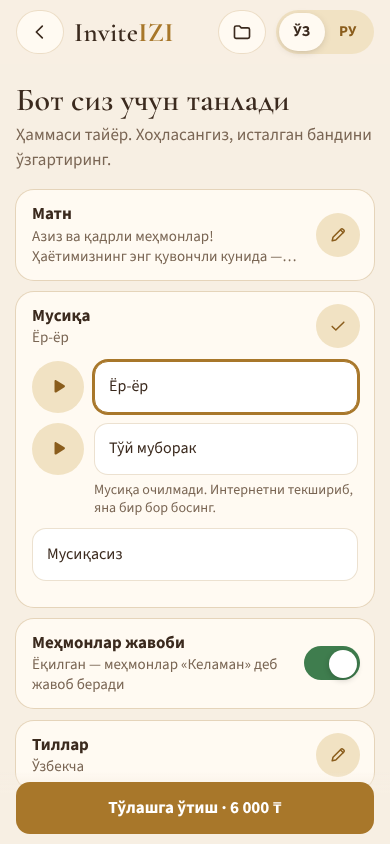 InviteIZI
ЎЗ
РУ
Бот сиз учун танлади
Ҳаммаси тайёр. Хоҳласангиз, исталган бандини
ўзгартиринг.
Матн
Азиз ва қадрли меҳмонлар!
Ҳаётимизнинг энг қувончли кунида —…
Мусиқа
Ёр-ёр
Ёр-ёр
Тўй муборак
Мусиқа очилмади. Интернетни текшириб,
яна бир бор босинг.
Мусиқасиз
Меҳмонлар жавоби
Ёқилган — меҳмонлар «Келаман» деб
жавоб беради
Тиллар
Ўзбекча
Тўлашга ўтиш · 6 000 ₸